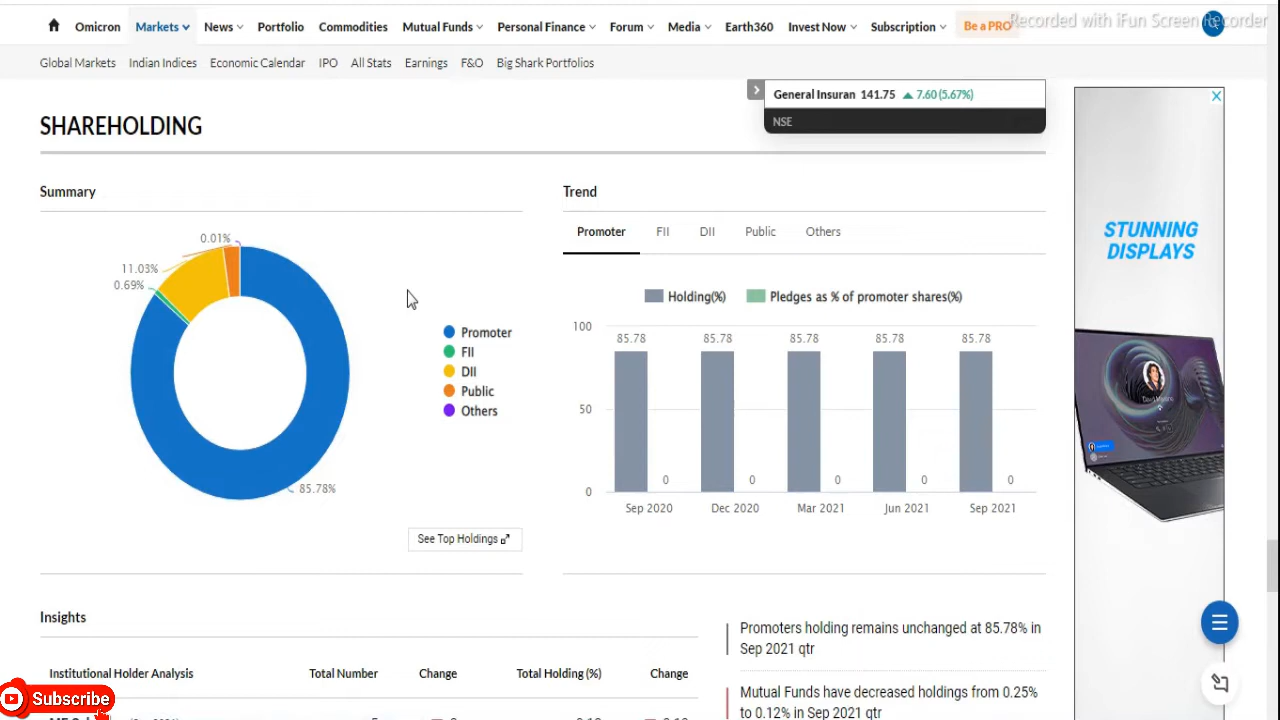 Omicron Markets News Portfolio Commodities Mutual Funds Personal Finance Forum Media Earth360 Invest Now Subscription Be a PRO
Recorded with iFun Screen Recorder
Global Markets Indian Indices Economic Calendar IPO All Stats Earnings F&O Big Shark Portfolios
General Insuran 141.75 ▲ 7.60 (5.67%)
NSE
SHAREHOLDING
Summary
0.01%
11.03%
0.69%
85.78%
Promoter
FII
DII
Public
Others
See Top Holdings
Trend
Promoter FII DII Public Others
Holding(%) Pledges as % of promoter shares(%)
100
50
0
85.78 85.78 85.78 85.78 85.78
0 0 0 0 0
Sep 2020 Dec 2020 Mar 2021 Jun 2021 Sep 2021
STUNNING
DISPLAYS
Insights
Institutional Holder Analysis Total Number Change Total Holding (%) Change
Promoters holding remains unchanged at 85.78% in
Sep 2021 qtr
Mutual Funds have decreased holdings from 0.25%
to 0.12% in Sep 2021 qtr
Subscribe